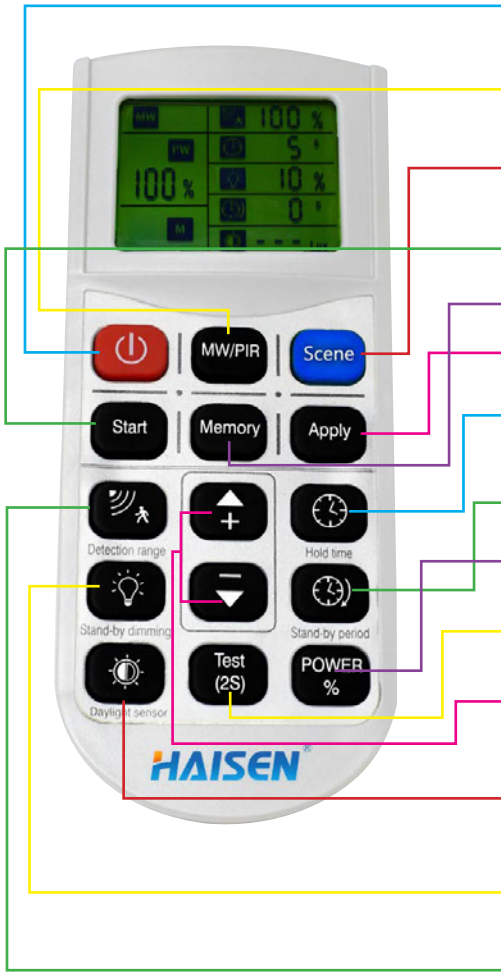 MW
100 %
PW
5 s
100 %
10 %
0 s
M
--- Lux
MW/PIR
Scene
Start
Memory
Apply
+
Detection range
Hold time
−
Stand-by dimming
Stand-by period
Test
(2S)
POWER
%
Daylight sensor
HAISEN®